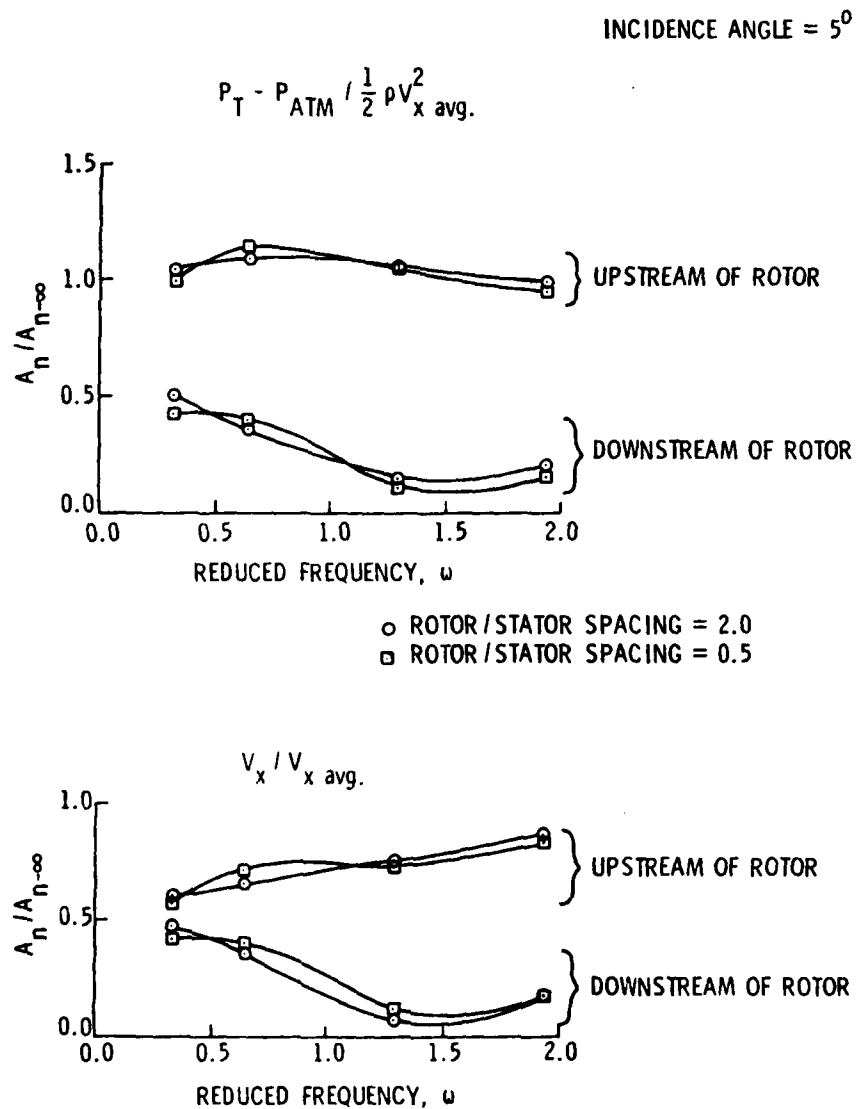 INCIDENCE ANGLE = 5⁰
P_T - P_ATM / 1/2 ρV²_x avg.
1.5
1.0
0.5
0.0
A_n / A_n-∞
UPSTREAM OF ROTOR
DOWNSTREAM OF ROTOR
0.0 0.5 1.0 1.5 2.0
REDUCED FREQUENCY, ω
ROTOR / STATOR SPACING = 2.0
ROTOR / STATOR SPACING = 0.5
V_x / V_x avg.
1.0
0.5
0.0
A_n / A_n-∞
UPSTREAM OF ROTOR
DOWNSTREAM OF ROTOR
0.0 0.5 1.0 1.5 2.0
REDUCED FREQUENCY, ω